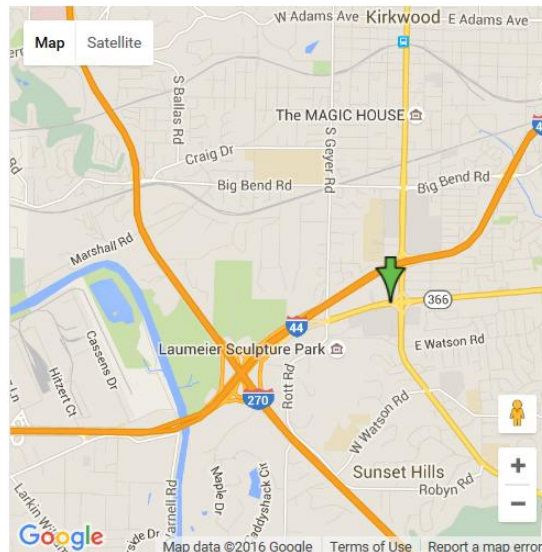 W Adams Ave
Kirkwood
E Adams Ave
Map
Satellite
S Ballas Rd
The MAGIC HOUSE
S Geyer Rd
Craig Dr
Big Bend Rd
Big Bend Rd
Marshall Rd
366
44
Cassens Dr
Laumeier Sculpture Park
E Watson Rd
Hitzert Ct
Rott Rd
270
W Watson Rd
Sunset Hills
Maple Dr
Robyn Rd
Google
Map data ©2016 Google
Terms of Use
Report a map error